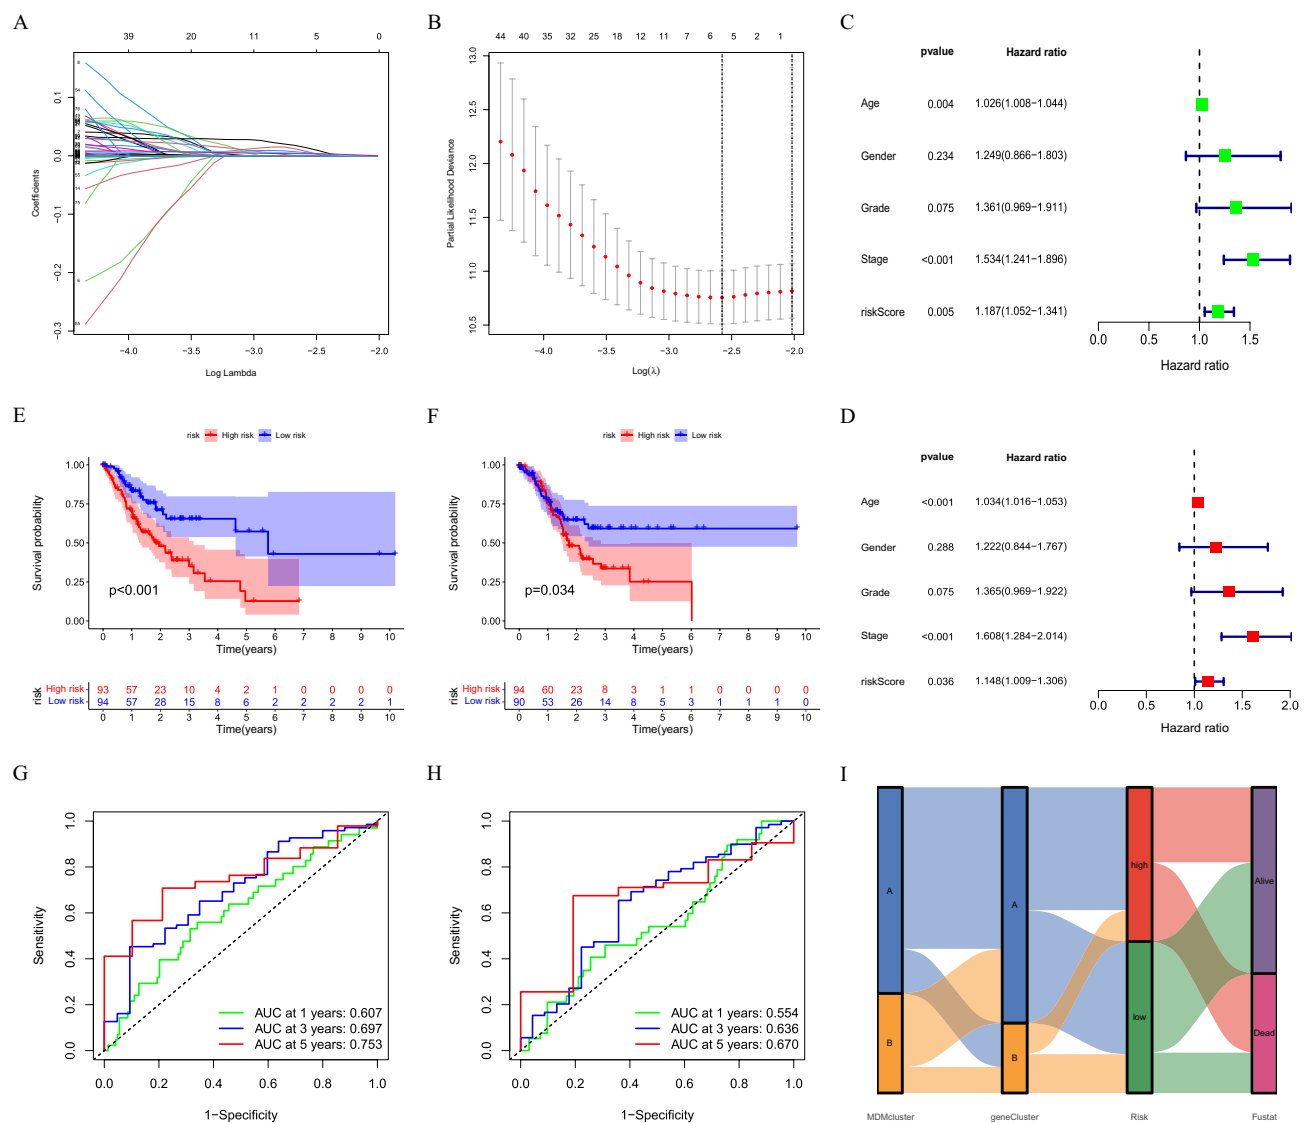 A
39 20 11 5 0
0.1
0.0
−0.1
−0.2
−0.3
Coefficients
−4.0 −3.5 −3.0 −2.5 −2.0
Log Lambda
B
44 40 35 32 25 18 12 11 7 6 5 2 1
13.0
12.5
12.0
11.5
11.0
10.5
Partial Likelihood Deviance
−4.0 −3.5 −3.0 −2.5 −2.0
Log(λ)
C
pvalue Hazard ratio
Age 0.004 1.026(1.008−1.044)
Gender 0.234 1.249(0.866−1.803)
Grade 0.075 1.361(0.969−1.911)
Stage <0.001 1.534(1.241−1.896)
riskScore 0.005 1.187(1.052−1.341)
0.0 0.5 1.0 1.5
Hazard ratio
E
risk High risk Low risk
1.00
0.75
0.50
0.25
0.00
Survival probability
p<0.001
0 1 2 3 4 5 6 7 8 9 10
Time(years)
risk
High risk 93 57 23 10 4 2 1 0 0 0 0
Low risk 94 57 28 15 8 6 2 2 2 2 1
0 1 2 3 4 5 6 7 8 9 10
Time(years)
F
risk High risk Low risk
1.00
0.75
0.50
0.25
0.00
Survival probability
p=0.034
0 1 2 3 4 5 6 7 8 9 10
Time(years)
risk
High risk 94 60 23 8 3 1 1 0 0 0 0
Low risk 90 53 26 14 8 5 3 1 1 1 0
0 1 2 3 4 5 6 7 8 9 10
Time(years)
D
pvalue Hazard ratio
Age <0.001 1.034(1.016−1.053)
Gender 0.288 1.222(0.844−1.767)
Grade 0.075 1.365(0.969−1.922)
Stage <0.001 1.608(1.284−2.014)
riskScore 0.036 1.148(1.009−1.306)
0.0 0.5 1.0 1.5 2.0
Hazard ratio
G
1.0
0.8
0.6
0.4
0.2
0.0
Sensitivity
AUC at 1 years: 0.607
AUC at 3 years: 0.697
AUC at 5 years: 0.753
0.0 0.2 0.4 0.6 0.8 1.0
1−Specificity
H
1.0
0.8
0.6
0.4
0.2
0.0
Sensitivity
AUC at 1 years: 0.554
AUC at 3 years: 0.636
AUC at 5 years: 0.670
0.0 0.2 0.4 0.6 0.8 1.0
1−Specificity
I
A
B
A
B
high
low
Alive
Dead
MDMcluster geneCluster Risk Fustat